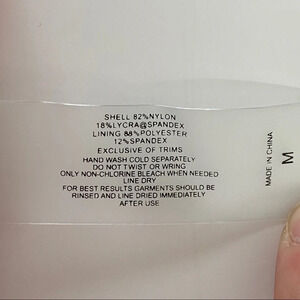 SHELL 82%NYLON
18%LYCRA@SPANDEX
LINING 88%POLYESTER
12%SPANDEX
EXCLUSIVE OF TRIMS
HAND WASH COLD SEPARATELY
DO NOT TWIST OR WRING
ONLY NON-CHLORINE BLEACH WHEN NEEDED
LINE DRY
FOR BEST RESULTS GARMENTS SHOULD BE
RINSED AND LINE DRIED IMMEDIATELY
AFTER USE
MADE IN CHINA
M